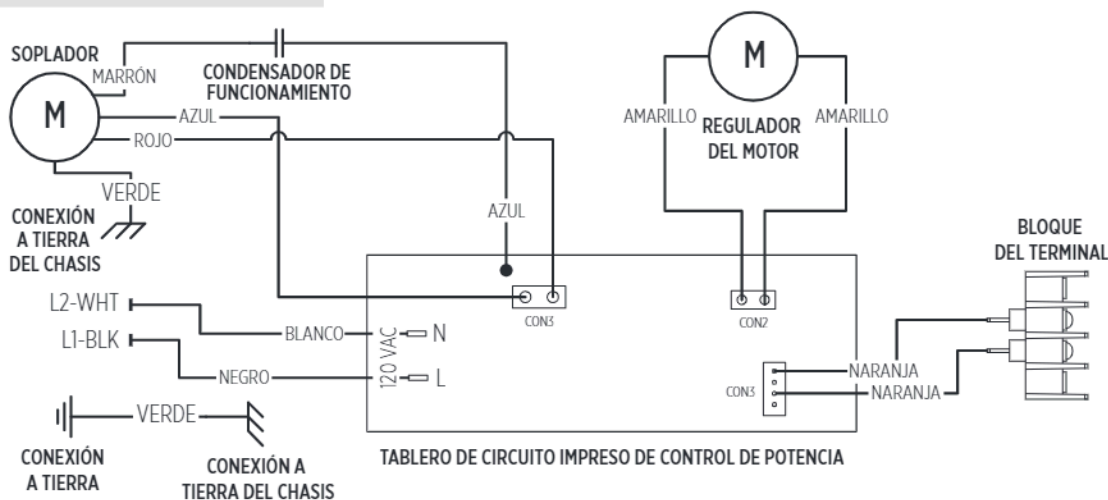 SOPLADOR
MARRÓN
M
CONDENSADOR DE
FUNCIONAMIENTO
AZUL
ROJO
VERDE
CONEXIÓN
A TIERRA
DEL CHASIS
AZUL
M
AMARILLO
AMARILLO
REGULADOR
DEL MOTOR
BLOQUE
DEL TERMINAL
L2-WHT
BLANCO
N
L1-BLK
NEGRO
L
120 VAC
CON3
CON2
CON3
NARANJA
NARANJA
VERDE
CONEXIÓN
A TIERRA
CONEXIÓN A
TIERRA DEL CHASIS
TABLERO DE CIRCUITO IMPRESO DE CONTROL DE POTENCIA